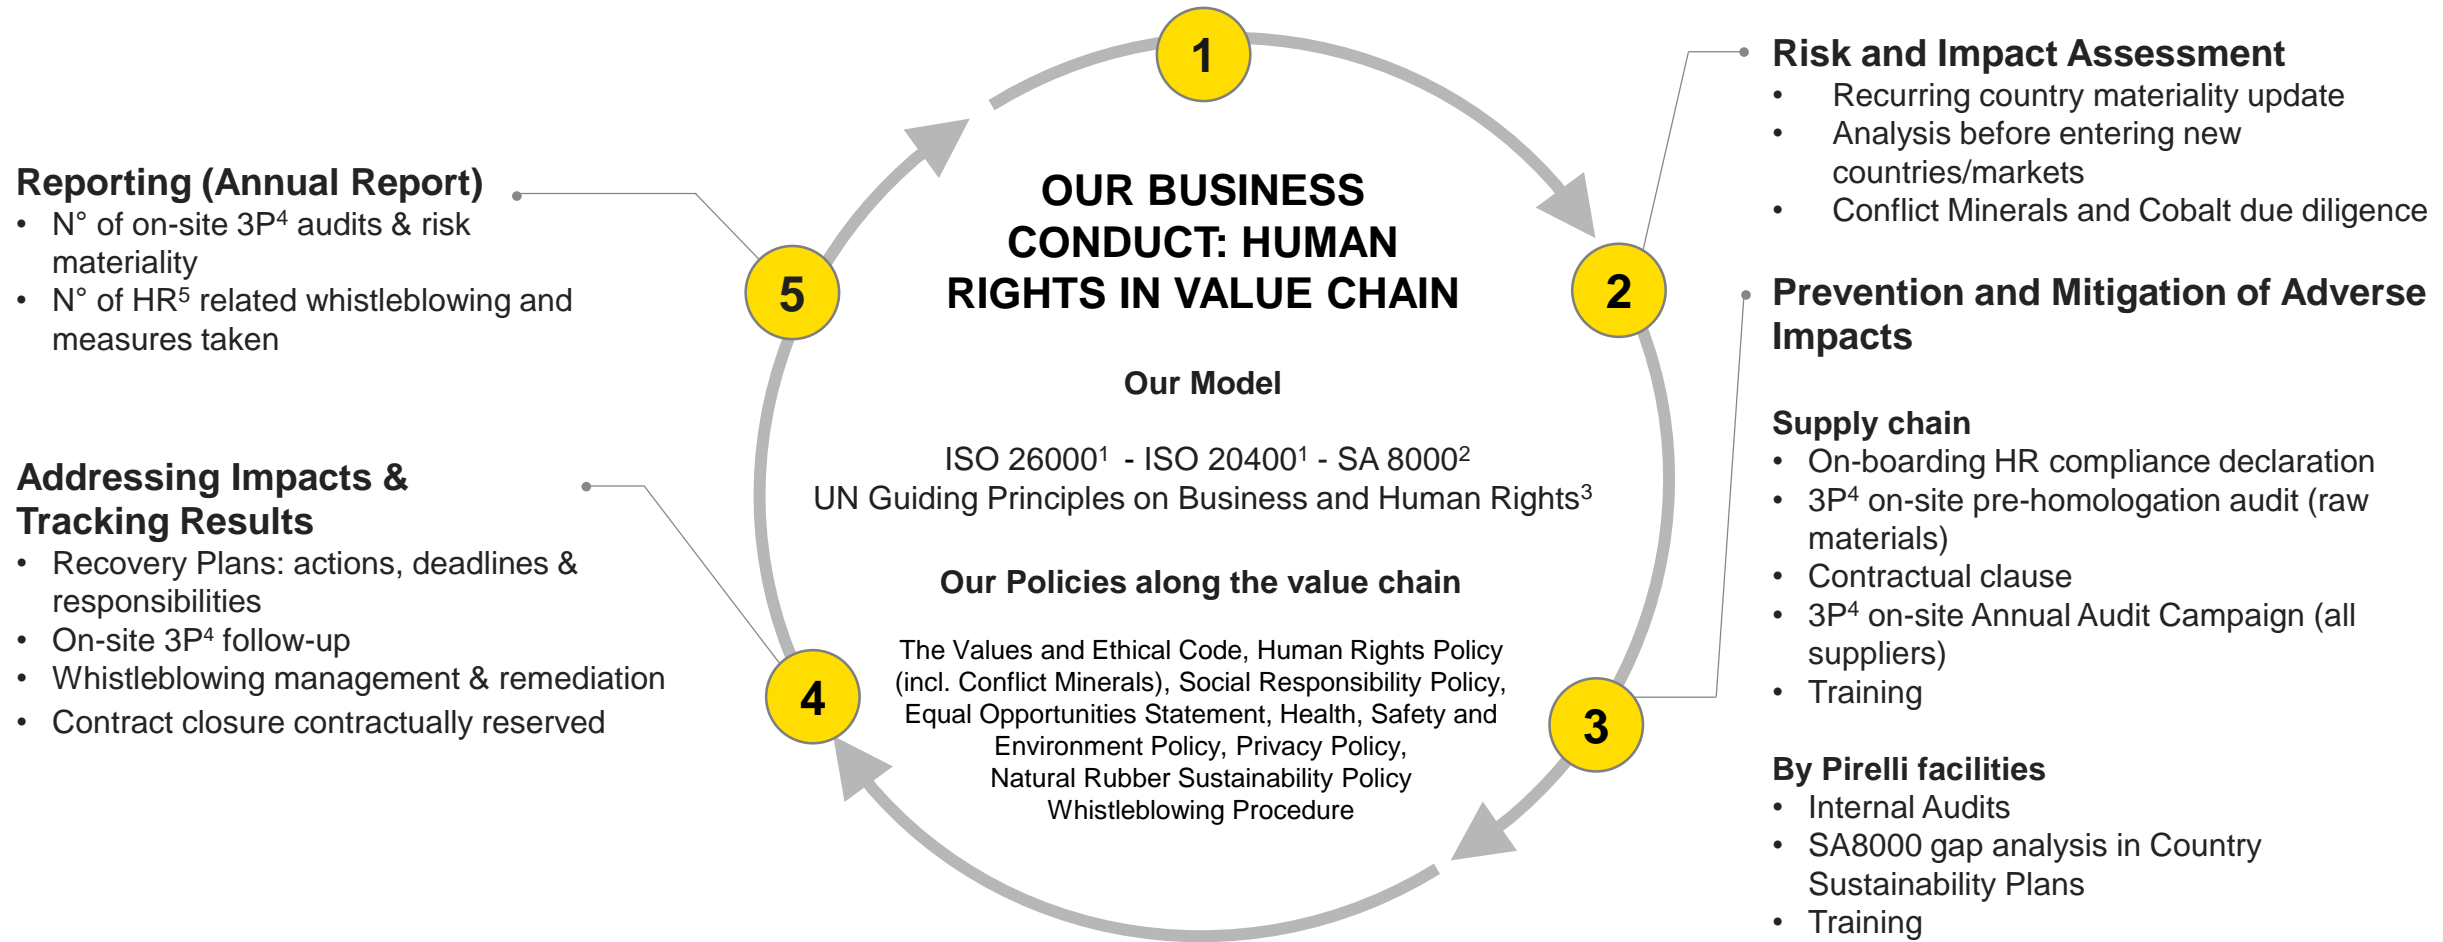 1
OUR BUSINESS
CONDUCT: HUMAN
RIGHTS IN VALUE CHAIN
Our Model
ISO 26000¹ - ISO 20400¹ - SA 8000²
UN Guiding Principles on Business and Human Rights³
Our Policies along the value chain
The Values and Ethical Code, Human Rights Policy
(incl. Conflict Minerals), Social Responsibility Policy,
Equal Opportunities Statement, Health, Safety and
Environment Policy, Privacy Policy,
Natural Rubber Sustainability Policy
Whistleblowing Procedure
2
Risk and Impact Assessment
• Recurring country materiality update
• Analysis before entering new
countries/markets
• Conflict Minerals and Cobalt due diligence
3
Prevention and Mitigation of Adverse
Impacts
Supply chain
• On-boarding HR compliance declaration
• 3P⁴ on-site pre-homologation audit (raw
materials)
• Contractual clause
• 3P⁴ on-site Annual Audit Campaign (all
suppliers)
• Training
By Pirelli facilities
• Internal Audits
• SA8000 gap analysis in Country
Sustainability Plans
• Training
4
Addressing Impacts &
Tracking Results
• Recovery Plans: actions, deadlines &
responsibilities
• On-site 3P⁴ follow-up
• Whistleblowing management & remediation
• Contract closure contractually reserved
5
Reporting (Annual Report)
• N° of on-site 3P⁴ audits & risk
materiality
• N° of HR⁵ related whistleblowing and
measures taken